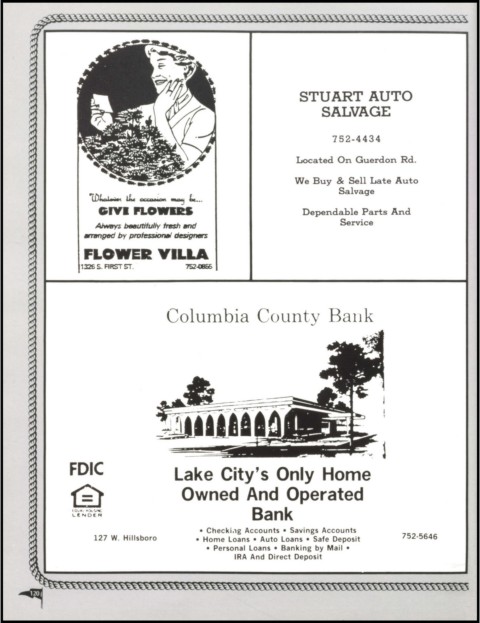 "Whatever the occasion may be...
GIVE FLOWERS
Always beautifully fresh and
arranged by professional designers
FLOWER VILLA
1326 S. FIRST ST. 752-0866
STUART AUTO
SALVAGE
752-4434
Located On Guerdon Rd.
We Buy & Sell Late Auto
Salvage
Dependable Parts And
Service
Columbia County Bank
FDIC
EQUAL HOUSING
LENDER
Lake City's Only Home
Owned And Operated
Bank
127 W. Hillsboro
• Checking Accounts • Savings Accounts
• Home Loans • Auto Loans • Safe Deposit
• Personal Loans • Banking by Mail •
IRA And Direct Deposit
752-5646
120